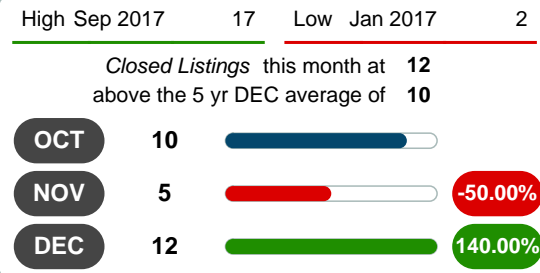 High Sep 2017 17 Low Jan 2017 2
Closed Listings this month at 12
above the 5 yr DEC average of 10
OCT 10
NOV 5 -50.00%
DEC 12 140.00%